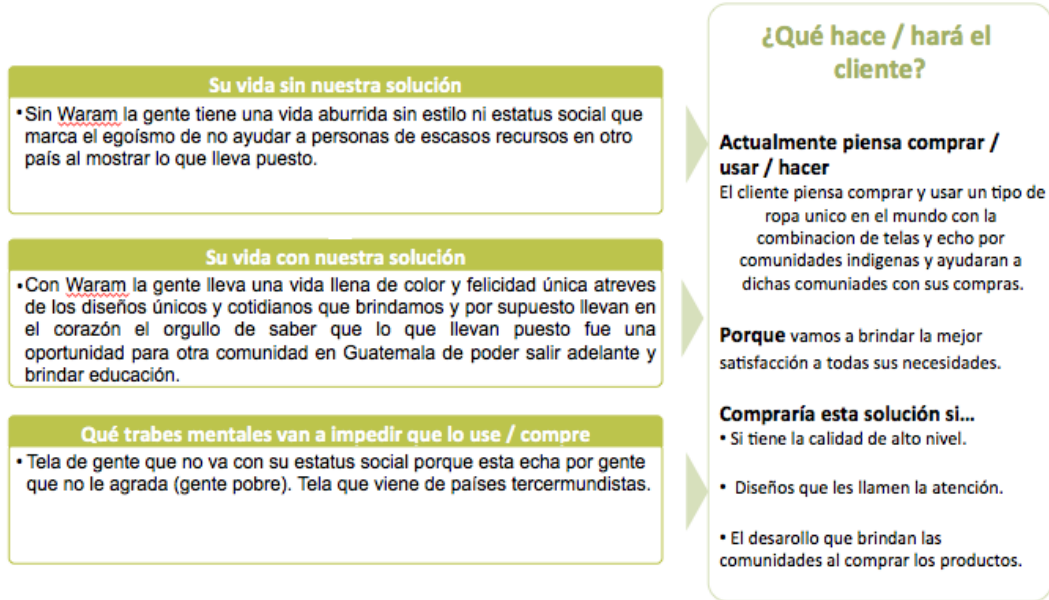 Su vida sin nuestra solución
•Sin Waram la gente tiene una vida aburrida sin estilo ni estatus social que
marca el egoísmo de no ayudar a personas de escasos recursos en otro
país al mostrar lo que lleva puesto.
Su vida con nuestra solución
•Con Waram la gente lleva una vida llena de color y felicidad única atreves
de los diseños únicos y cotidianos que brindamos y por supuesto llevan en
el corazón el orgullo de saber que lo que llevan puesto fue una
oportunidad para otra comunidad en Guatemala de poder salir adelante y
brindar educación.
Qué trabes mentales van a impedir que lo use / compre
• Tela de gente que no va con su estatus social porque esta echa por gente
que no le agrada (gente pobre). Tela que viene de países tercermundistas.
¿Qué hace / hará el
cliente?
Actualmente piensa comprar /
usar / hacer
El cliente piensa comprar y usar un tipo de
ropa unico en el mundo con la
combinacion de telas y echo por
comunidades indigenas y ayudaran a
dichas comuniades con sus compras.
Porque vamos a brindar la mejor
satisfacción a todas sus necesidades.
Compraría esta solución si...
• Si tiene la calidad de alto nivel.
• Diseños que les llamen la atención.
• El desarollo que brindan las
comunidades al comprar los productos.